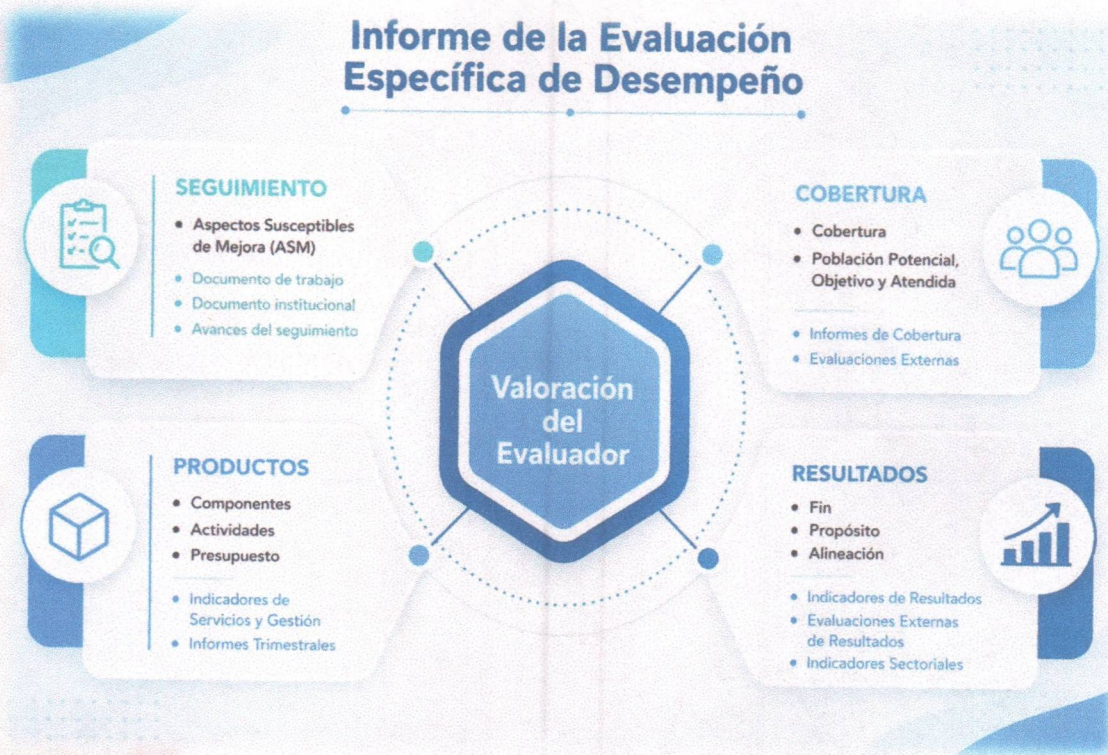 Informe de la Evaluación
Específica de Desempeño
SEGUIMIENTO
• Aspectos Susceptibles
de Mejora (ASM)
• Documento de trabajo
• Documento institucional
• Avances del seguimiento
COBERTURA
• Cobertura
• Población Potencial,
Objetivo y Atendida
• Informes de Cobertura
• Evaluaciones Externas
Valoración
del
Evaluador
PRODUCTOS
• Componentes
• Actividades
• Presupuesto
• Indicadores de
Servicios y Gestión
• Informes Trimestrales
RESULTADOS
• Fin
• Propósito
• Alineación
• Indicadores de Resultados
• Evaluaciones Externas
de Resultados
• Indicadores Sectoriales